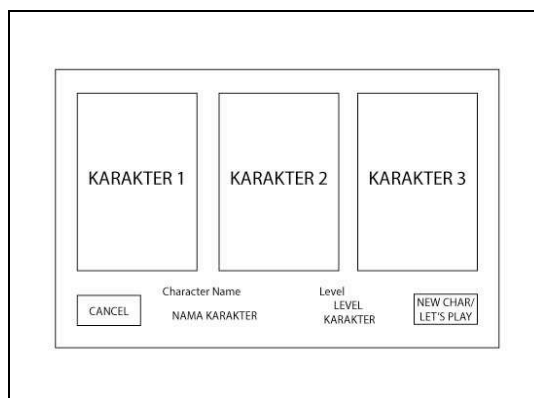 KARAKTER 1
KARAKTER 2
KARAKTER 3
Character Name
Level
CANCEL
NAMA KARAKTER
LEVEL
KARAKTER
NEW CHAR/
LET'S PLAY